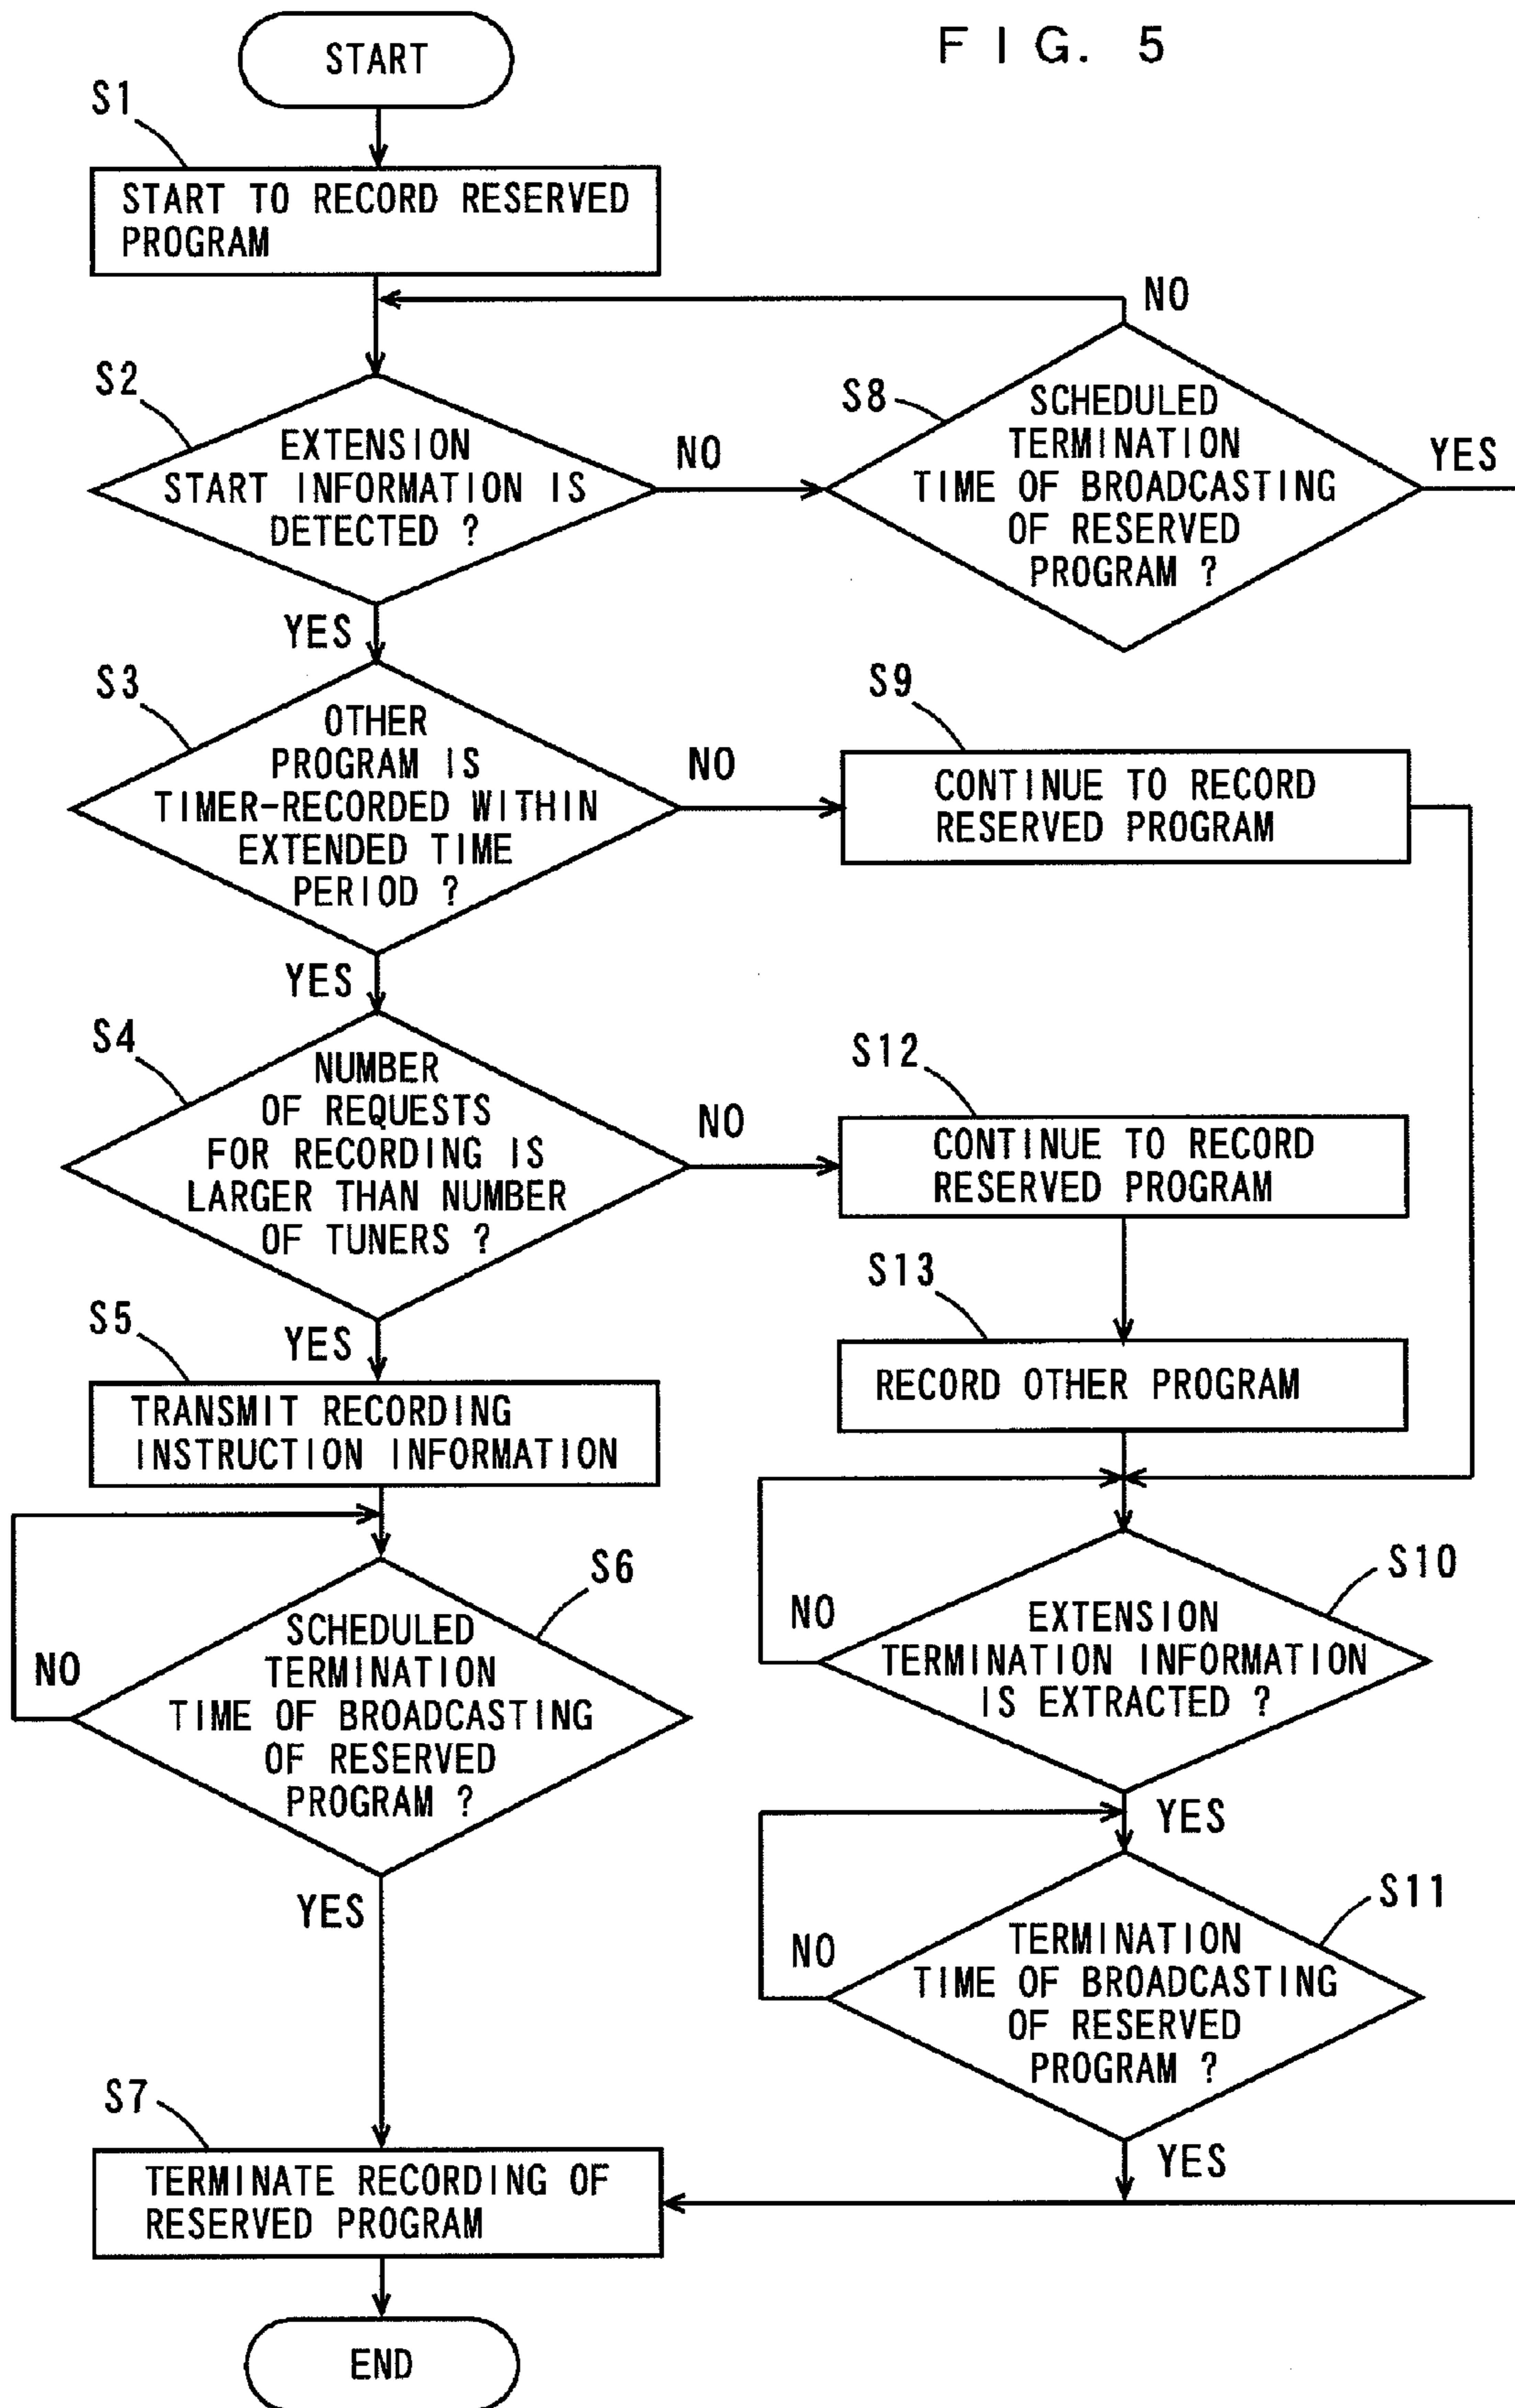 FIG. 5
START
S1
START TO RECORD RESERVED
PROGRAM
NO
S2
EXTENSION
START INFORMATION IS
DETECTED ?
NO
S8
SCHEDULED
TERMINATION
TIME OF BROADCASTING
OF RESERVED
PROGRAM ?
YES
YES
S3
OTHER
PROGRAM IS
TIMER-RECORDED WITHIN
EXTENDED TIME
PERIOD ?
NO
S9
CONTINUE TO RECORD
RESERVED PROGRAM
YES
S4
NUMBER
OF REQUESTS
FOR RECORDING IS
LARGER THAN NUMBER
OF TUNERS ?
NO
S12
CONTINUE TO RECORD
RESERVED PROGRAM
S13
RECORD OTHER PROGRAM
YES
S5
TRANSMIT RECORDING
INSTRUCTION INFORMATION
S6
SCHEDULED
TERMINATION
TIME OF BROADCASTING
OF RESERVED
PROGRAM ?
NO
YES
S10
EXTENSION
TERMINATION INFORMATION
IS EXTRACTED ?
NO
YES
S11
TERMINATION
TIME OF BROADCASTING
OF RESERVED
PROGRAM ?
NO
YES
S7
TERMINATE RECORDING OF
RESERVED PROGRAM
END